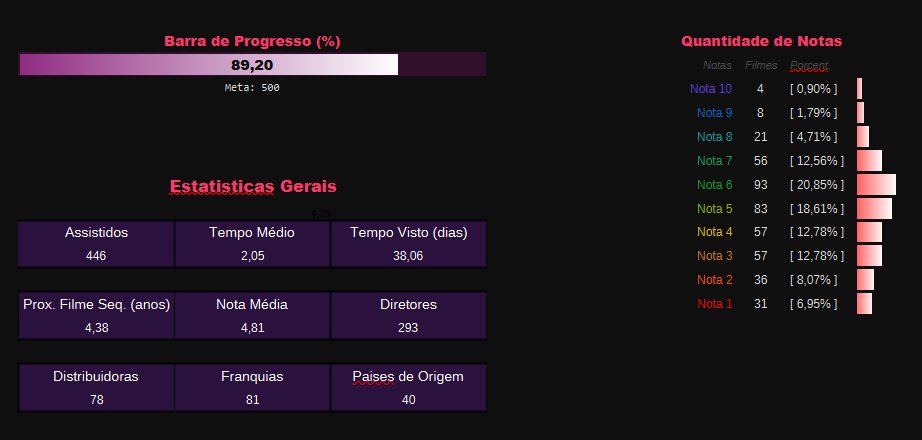 Barra de Progresso (%)
89,20
Meta: 500
Estatisticas Gerais
4,79
Assistidos Tempo Médio Tempo Visto (dias)
446 2,05 38,06
Prox. Filme Seq. (anos) Nota Média Diretores
4,38 4,81 293
Distribuidoras Franquias Paises de Origem
78 81 40
Quantidade de Notas
Notas Filmes Porcent
Nota 10 4 [ 0,90% ]
Nota 9 8 [ 1,79% ]
Nota 8 21 [ 4,71% ]
Nota 7 56 [ 12,56% ]
Nota 6 93 [ 20,85% ]
Nota 5 83 [ 18,61% ]
Nota 4 57 [ 12,78% ]
Nota 3 57 [ 12,78% ]
Nota 2 36 [ 8,07% ]
Nota 1 31 [ 6,95% ]